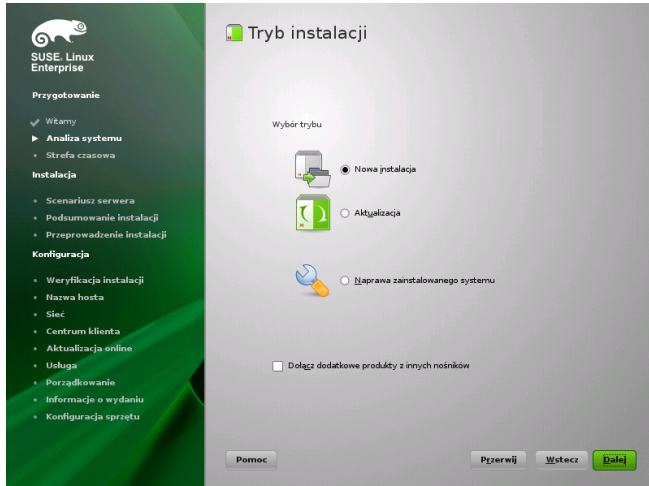 SUSE. Linux
Enterprise
Przygotowanie
Witamy
Analiza systemu
Strefa czasowa
Instalacja
Scenariusz serwera
Podsumowanie instalacji
Przeprowadzenie instalacji
Konfiguracja
Weryfikacja instalacji
Nazwa hosta
Sieć
Centrum klienta
Aktualizacja online
Usługa
Porządkowanie
Informacje o wydaniu
Konfiguracja sprzętu
Tryb instalacji
Wybór trybu
Nowa instalacja
Aktualizacja
Naprawa zainstalowanego systemu
Dołącz dodatkowe produkty z innych nośników
Pomoc
Przerwij
Wstecz
Dalej